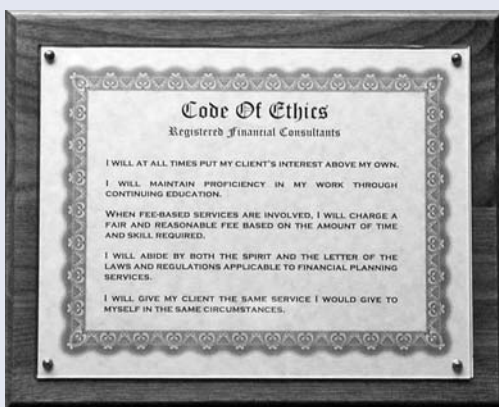 Code Of Ethics
Registered Financial Consultants
I WILL AT ALL TIMES PUT MY CLIENT'S INTEREST ABOVE MY OWN.
I WILL MAINTAIN PROFICIENCY IN MY WORK THROUGH
CONTINUING EDUCATION.
WHEN FEE-BASED SERVICES ARE INVOLVED, I WILL CHARGE A
FAIR AND REASONABLE FEE BASED ON THE AMOUNT OF TIME
AND SKILL REQUIRED.
I WILL ABIDE BY BOTH THE SPIRIT AND THE LETTER OF THE
LAWS AND REGULATIONS APPLICABLE TO FINANCIAL PLANNING
SERVICES.
I WILL GIVE MY CLIENT THE SAME SERVICE I WOULD GIVE TO
MYSELF IN THE SAME CIRCUMSTANCES.